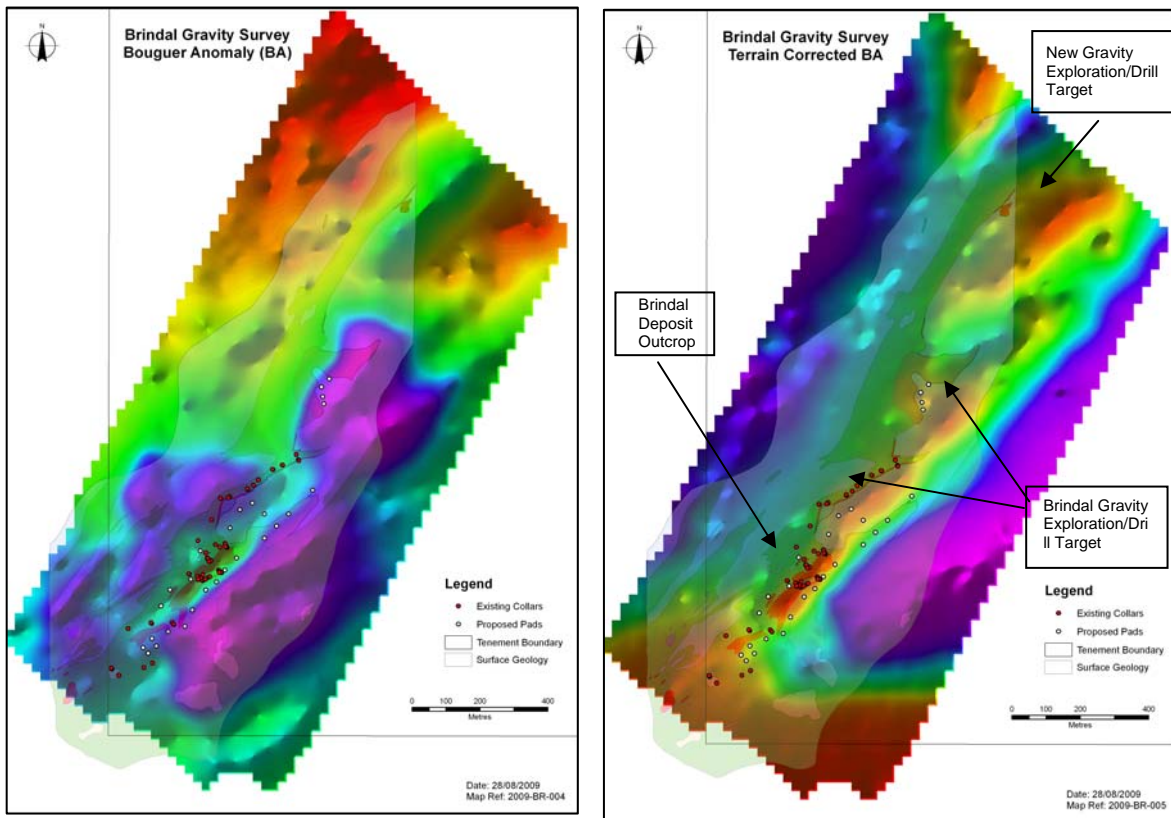 N
Brindal Gravity Survey
Bouguer Anomaly (BA)
Legend
Existing Collars
Proposed Pads
Tenement Boundary
Surface Geology
0 100 200 400
Metres
Date: 28/08/2009
Map Ref: 2009-BR-004
N
Brindal Gravity Survey
Terrain Corrected BA
New Gravity
Exploration/Drill
Target
Brindal
Deposit
Outcrop
Brindal Gravity
Exploration/Dri
ll Target
Legend
Existing Collars
Proposed Pads
Tenement Boundary
Surface Geology
0 100 200 400
Metres
Date: 28/08/2009
Map Ref: 2009-BR-005